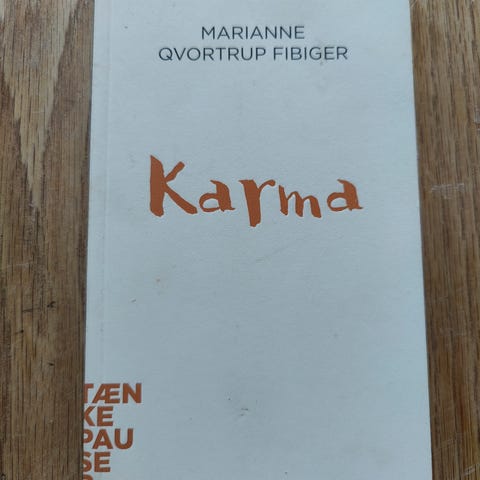 MARIANNE
QVORTRUP FIBIGER
Karma
TÆN
KE
PAU
SE